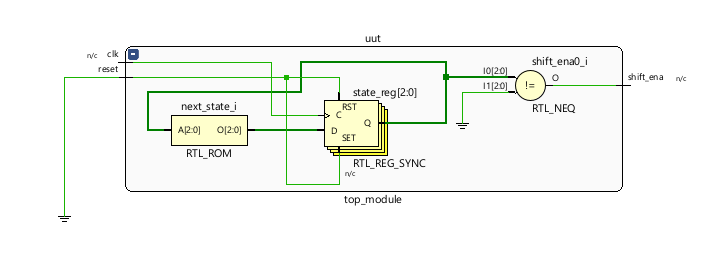 uut
n/c
clk
reset
shift_ena0_i
I0[2:0]
I1[2:0]
O
!=
RTL_NEQ
shift_ena
n/c
state_reg[2:0]
RST
C
D
Q
SET
RTL_REG_SYNC
n/c
next_state_i
A[2:0]
O[2:0]
RTL_ROM
top_module